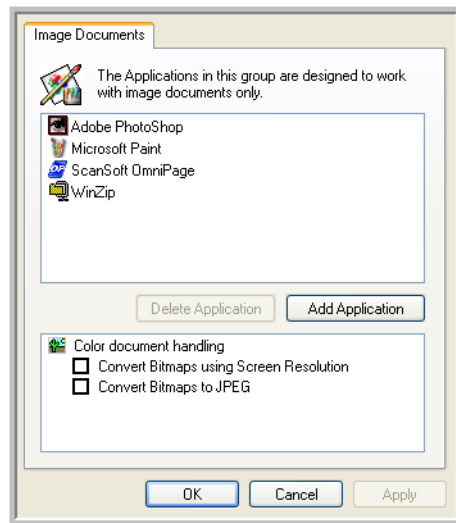 Image Documents
The Applications in this group are designed to work
with image documents only.
Adobe PhotoShop
Microsoft Paint
ScanSoft OmniPage
WinZip
Delete Application
Add Application
Color document handling
Convert Bitmaps using Screen Resolution
Convert Bitmaps to JPEG
OK
Cancel
Apply